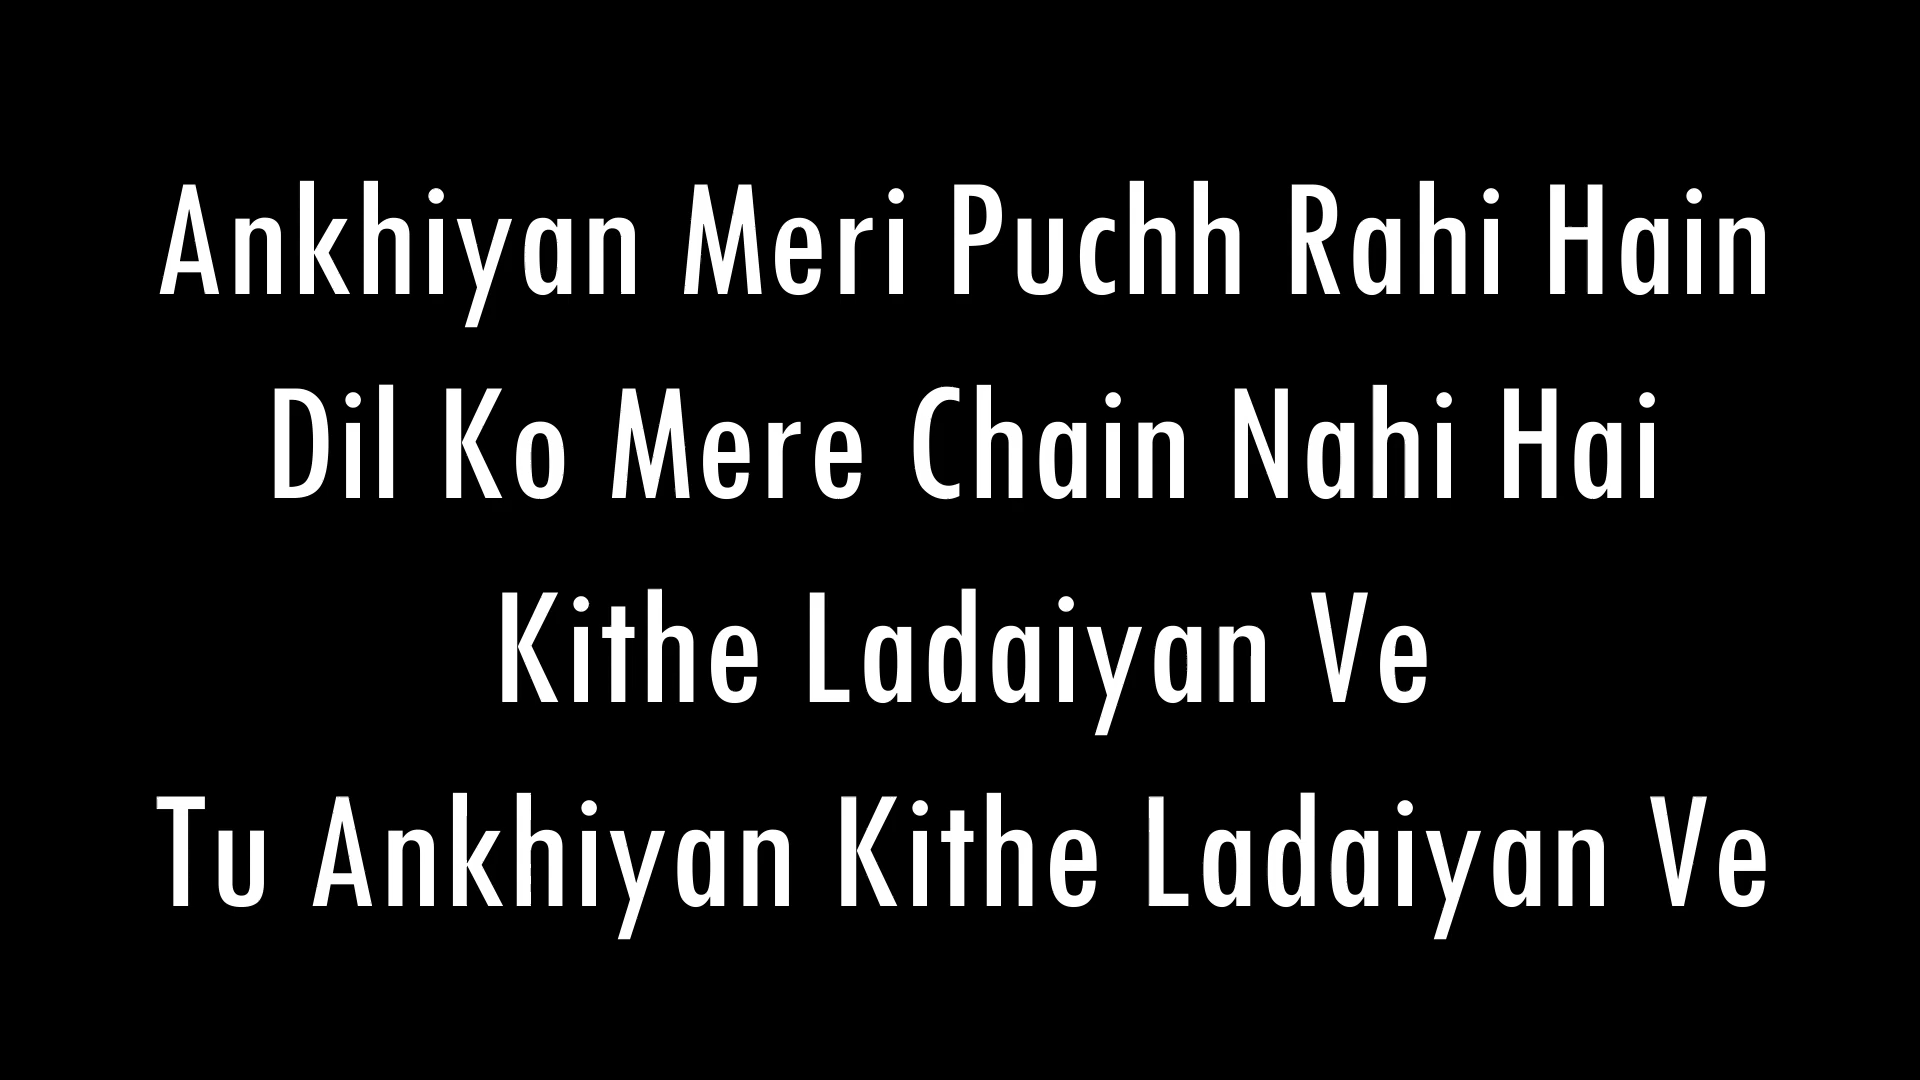 Ankhiyan Meri Puchh Rahi Hain
Dil Ko Mere Chain Nahi Hai
Kithe Ladaiyan Ve
Tu Ankhiyan Kithe Ladaiyan Ve